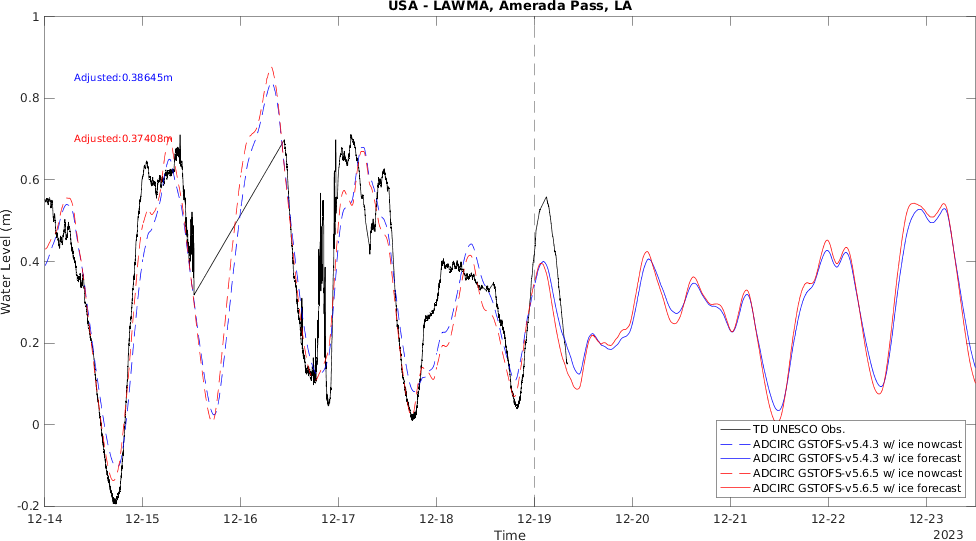 USA - LAWMA, Amerada Pass, LA
1
0.8
0.6
0.4
0.2
0
-0.2
Water Level (m)
Adjusted:0.38645m
Adjusted:0.37408m
TD UNESCO Obs.
ADCIRC GSTOFS-v5.4.3 w/ ice nowcast
ADCIRC GSTOFS-v5.4.3 w/ ice forecast
ADCIRC GSTOFS-v5.6.5 w/ ice nowcast
ADCIRC GSTOFS-v5.6.5 w/ ice forecast
12-14 12-15 12-16 12-17 12-18 12-19 12-20 12-21 12-22 12-23
Time
2023